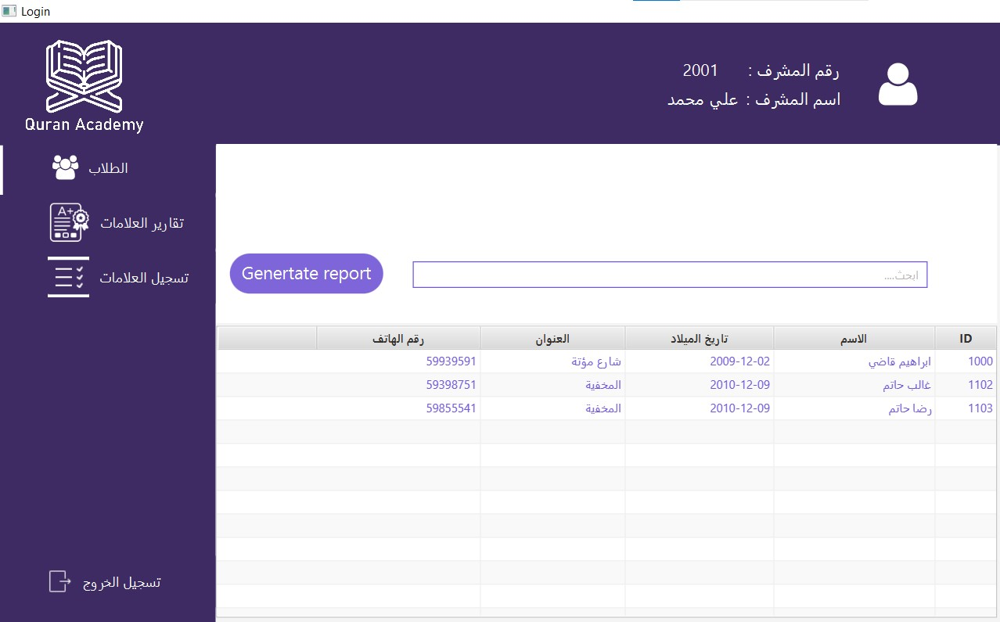 Login
Quran Academy
رقم المشرف : 2001
اسم المشرف : علي محمد
الطلاب
A+
تقارير العلامات
تسجيل العلامات
تسجيل الخروج
Genertate report
ابحث....
ID الاسم تاريخ الميلاد العنوان رقم الهاتف
1000 ابراهيم قاضي 2009-12-02 شارع مؤتة 59939591
1102 غالب حاتم 2010-12-09 المخفية 59398751
1103 رضا حاتم 2010-12-09 المخفية 59855541